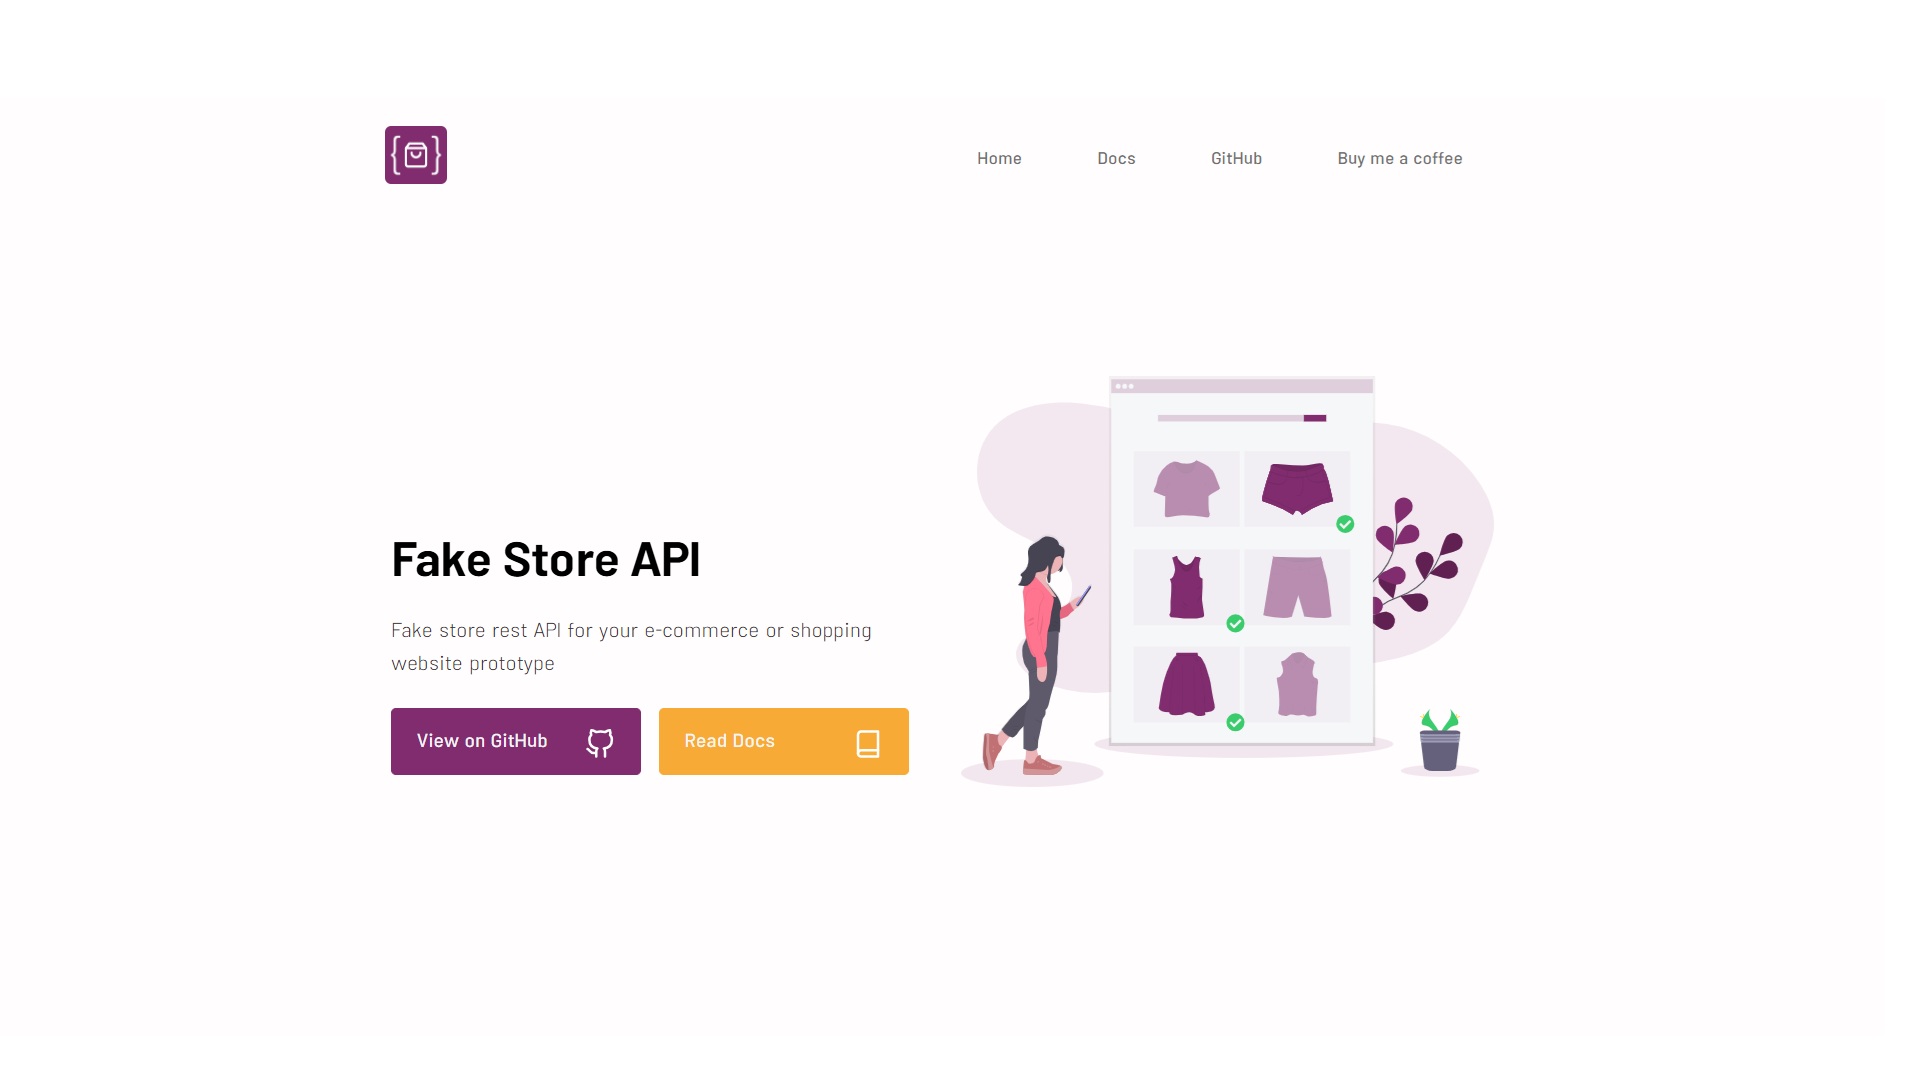 Home
Docs
GitHub
Buy me a coffee
Fake Store API
Fake store rest API for your e-commerce or shopping
website prototype
View on GitHub
Read Docs